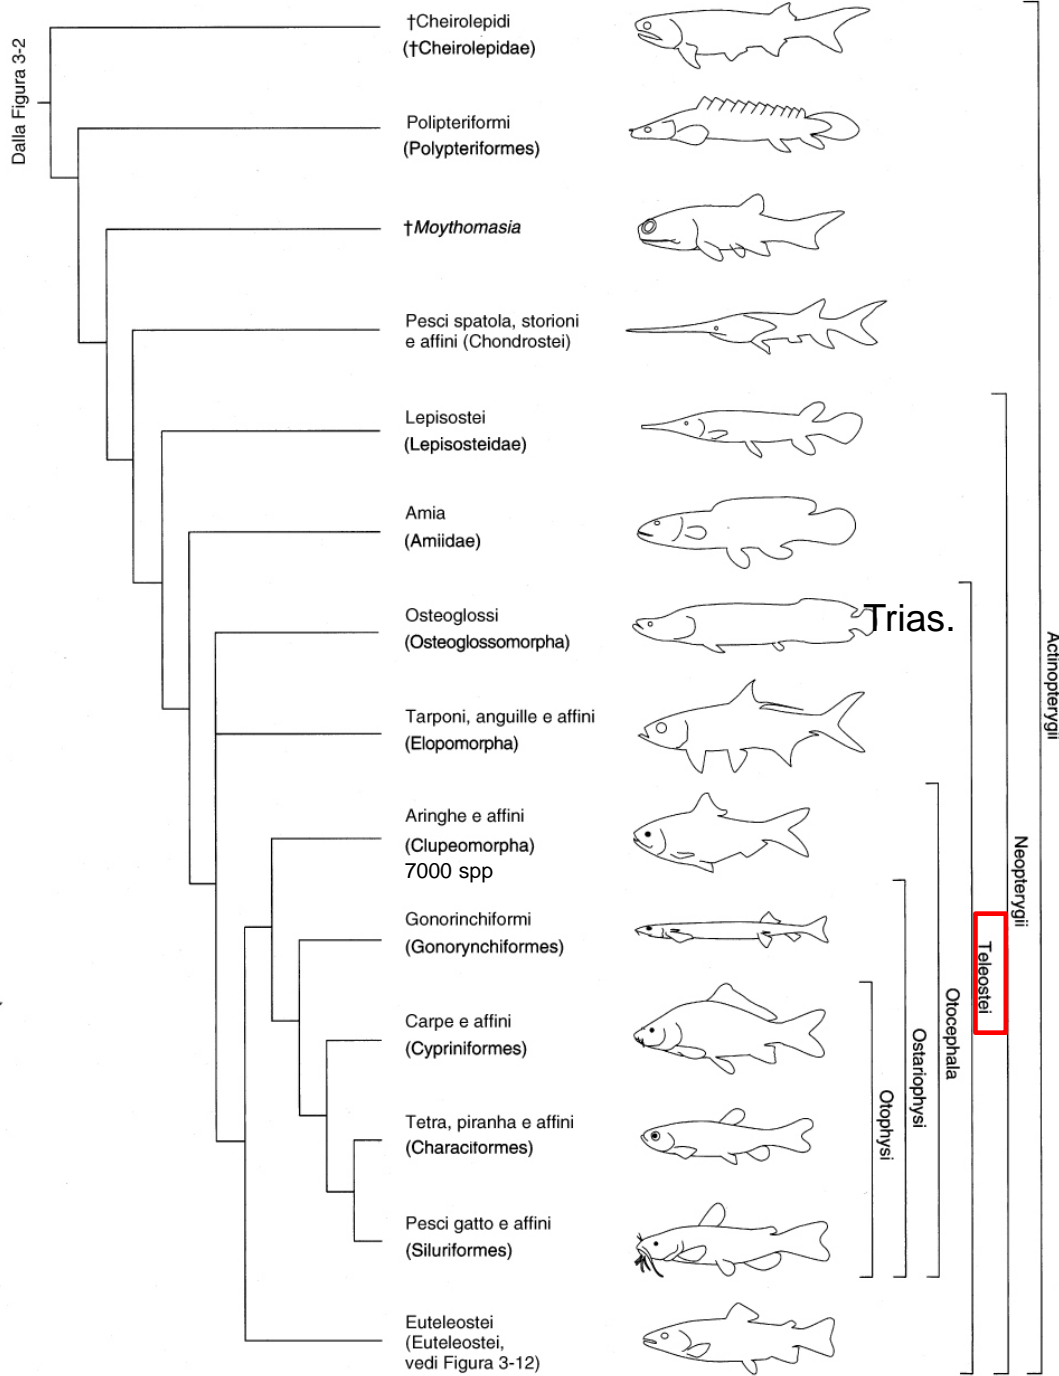 Dalla Figura 3-2
†Cheirolepidi
(†Cheirolepidae)
Polipteriformi
(Polypteriformes)
†Moythomasia
Pesci spatola, storioni
e affini (Chondrostei)
Lepisostei
(Lepisosteidae)
Amia
(Amiidae)
Osteoglossi
(Osteoglossomorpha)
Trias.
Tarponi, anguille e affini
(Elopomorpha)
Aringhe e affini
(Clupeomorpha)
7000 spp
Gonorinchiformi
(Gonorynchiformes)
Carpe e affini
(Cypriniformes)
Tetra, piranha e affini
(Characiformes)
Pesci gatto e affini
(Siluriformes)
Euteleostei
(Euteleostei,
vedi Figura 3-12)
Otophysi
Ostariophysi
Otocephala
Teleostei
Neopterygii
Actinopterygii